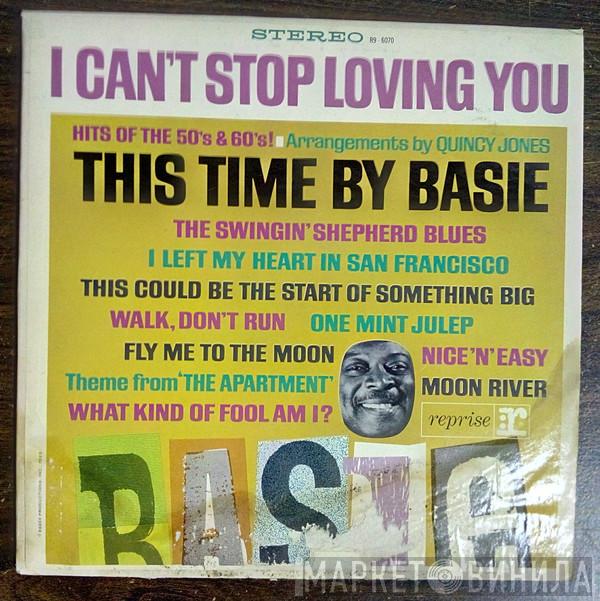 STEREO R9-6070
I CAN'T STOP LOVING YOU
HITS OF THE 50's & 60's! Arrangements by QUINCY JONES
THIS TIME BY BASIE
THE SWINGIN' SHEPHERD BLUES
I LEFT MY HEART IN SAN FRANCISCO
THIS COULD BE THE START OF SOMETHING BIG
WALK, DON'T RUN ONE MINT JULEP
FLY ME TO THE MOON NICE 'N' EASY
Theme from 'THE APARTMENT' MOON RIVER
WHAT KIND OF FOOL AM I? reprise r:
BASIE
МАРКЕТ ВИНИЛА